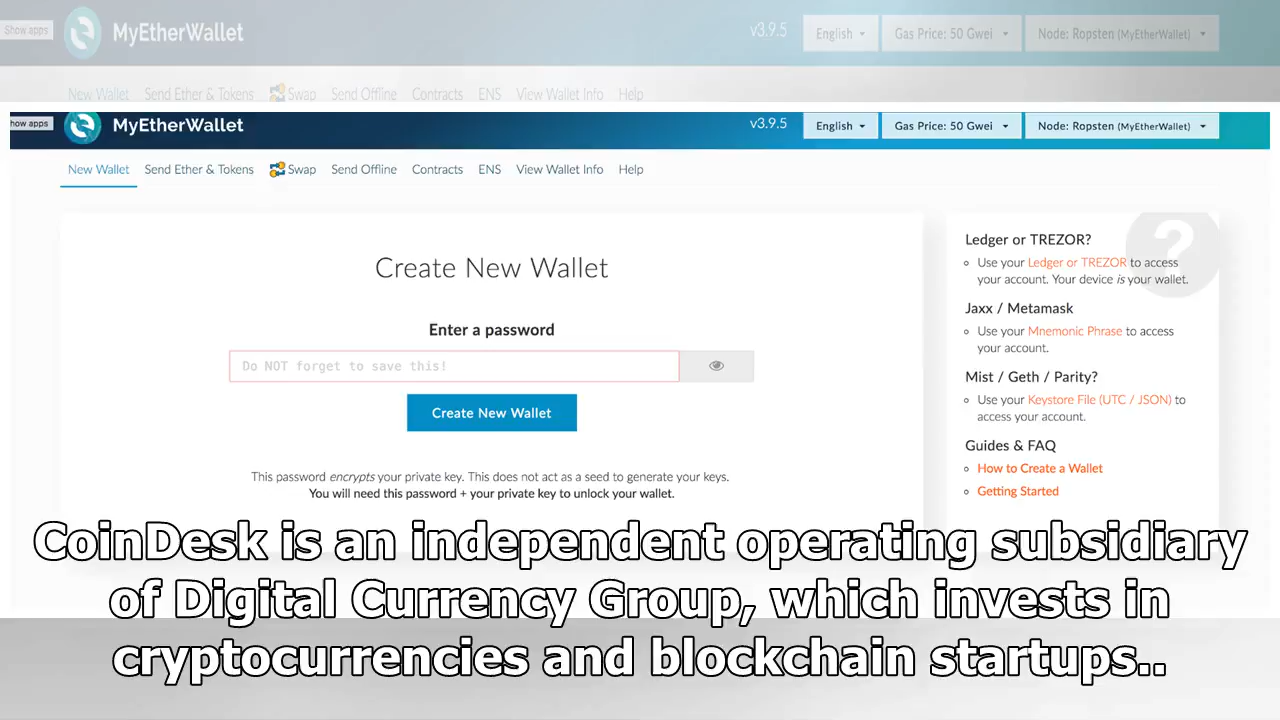 Show apps
MyEtherWallet
v3.9.5
English
Gas Price: 50 Gwei
Node: Ropsten (MyEtherWallet)
New Wallet Send Ether & Tokens Swap Send Offline Contracts ENS View Wallet Info Help
how apps
MyEtherWallet
v3.9.5
English
Gas Price: 50 Gwei
Node: Ropsten (MyEtherWallet)
New Wallet Send Ether & Tokens Swap Send Offline Contracts ENS View Wallet Info Help
Create New Wallet
Enter a password
Do NOT forget to save this!
Create New Wallet
This password encrypts your private key. This does not act as a seed to generate your keys.
You will need this password + your private key to unlock your wallet.
?
Ledger or TREZOR?
Use your Ledger or TREZOR to access
your account. Your device is your wallet.
Jaxx / Metamask
Use your Mnemonic Phrase to access
your account.
Mist / Geth / Parity?
Use your Keystore File (UTC / JSON) to
access your account.
Guides & FAQ
How to Create a Wallet
Getting Started
CoinDesk is an independent operating subsidiary
of Digital Currency Group, which invests in
cryptocurrencies and blockchain startups..